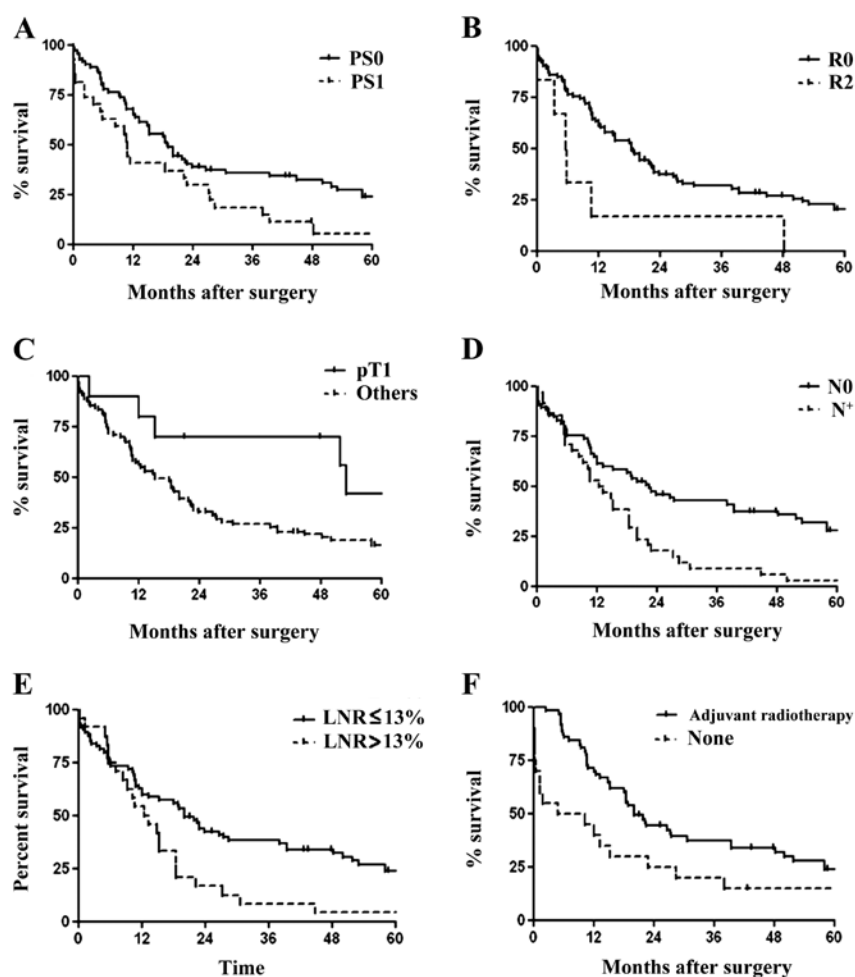 A
PS0
PS1
% survival
100
75
50
25
0
0 12 24 36 48 60
Months after surgery
B
R0
R2
% survival
100
75
50
25
0
0 12 24 36 48 60
Months after surgery
C
pT1
Others
% survival
100
75
50
25
0
0 12 24 36 48 60
Months after surgery
D
N0
N+
% survival
100
75
50
25
0
0 12 24 36 48 60
Months after surgery
E
LNR≤13%
LNR>13%
Percent survival
100
75
50
25
0
0 12 24 36 48 60
Time
F
Adjuvant radiotherapy
None
% survival
100
75
50
25
0
0 12 24 36 48 60
Months after surgery